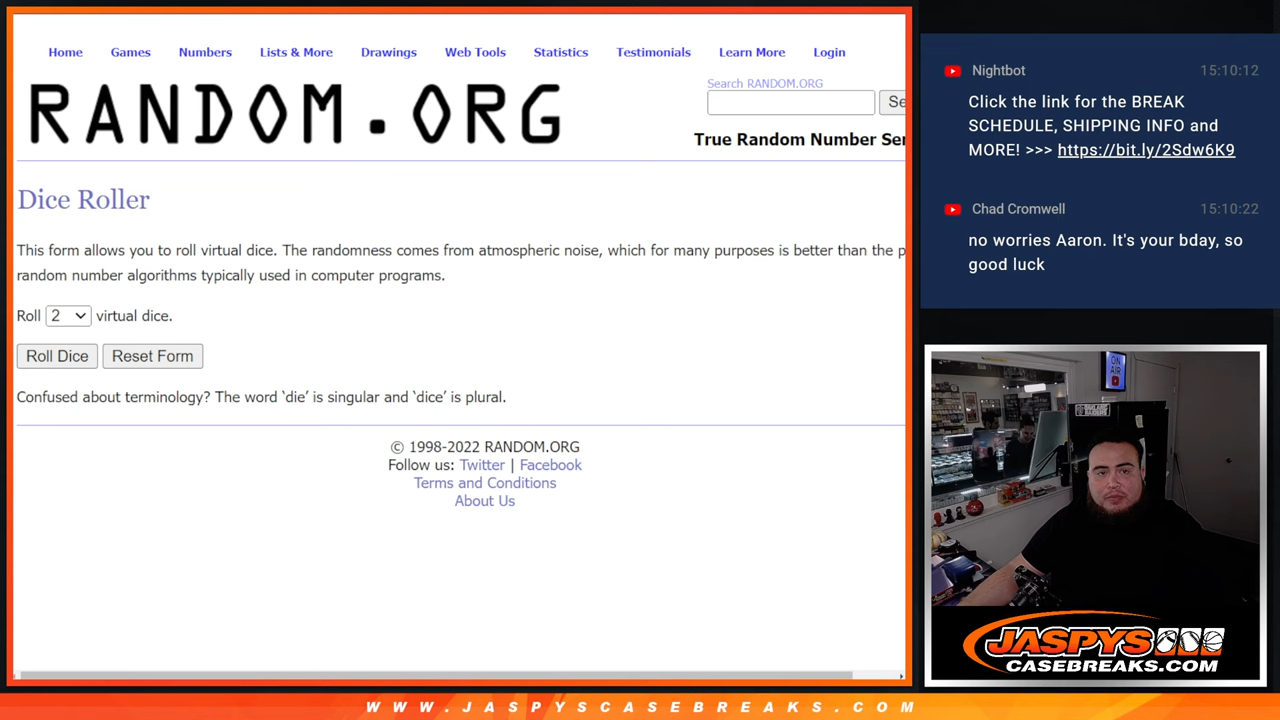 Home Games Numbers Lists & More Drawings Web Tools Statistics Testimonials Learn More Login
RANDOM.ORG
Search RANDOM.ORG
Se
True Random Number Ser
Dice Roller
This form allows you to roll virtual dice. The randomness comes from atmospheric noise, which for many purposes is better than the p
random number algorithms typically used in computer programs.
Roll 2 virtual dice.
Roll Dice Reset Form
Confused about terminology? The word ‘die’ is singular and ‘dice’ is plural.
© 1998-2022 RANDOM.ORG
Follow us: Twitter | Facebook
Terms and Conditions
About Us
Nightbot 15:10:12
Click the link for the BREAK
SCHEDULE, SHIPPING INFO and
MORE! >>> https://bit.ly/2Sdw6K9
Chad Cromwell 15:10:22
no worries Aaron. It's your bday, so
good luck
ON
AIR
JASPYS
CASEBREAKS.COM
WWW.JASPYSCASEBREAKS.COM